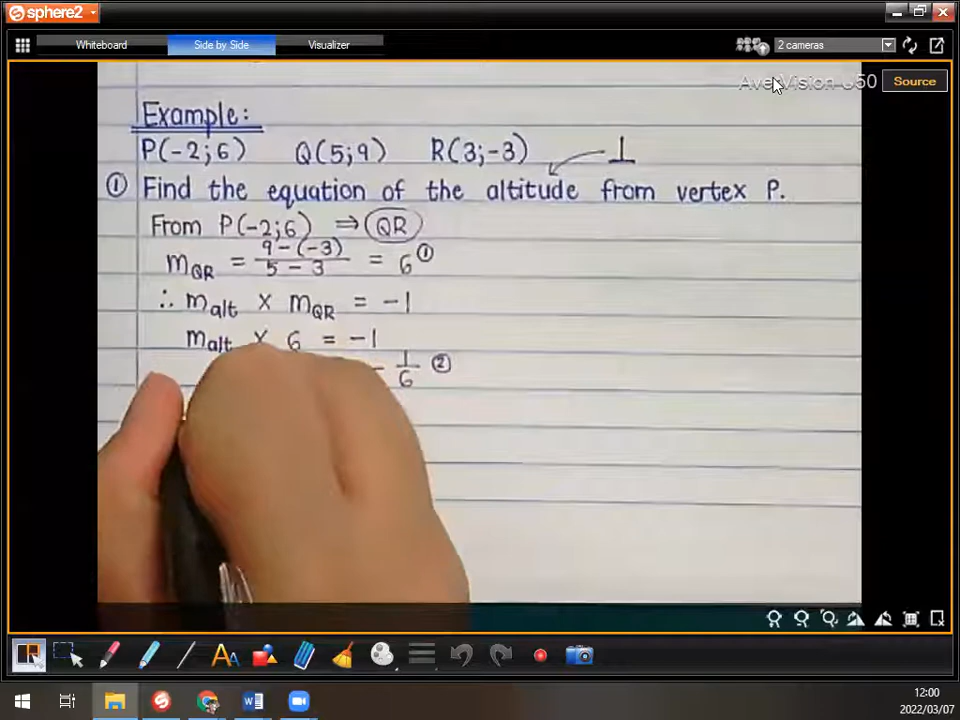 sphere2
Whiteboard Side by Side Visualizer 2 cameras
AverVision U50 Source
Example:
P(-2;6) Q(5;9) R(3;-3) ⊥
① Find the equation of the altitude from vertex P.
From P(-2;6) ⇒ QR
m_QR = (9-(-3))/(5-3) = 6 ①
∴ m_alt × m_QR = -1
m_alt × 6 = -1
- 1/6 ②
12:00
2022/03/07